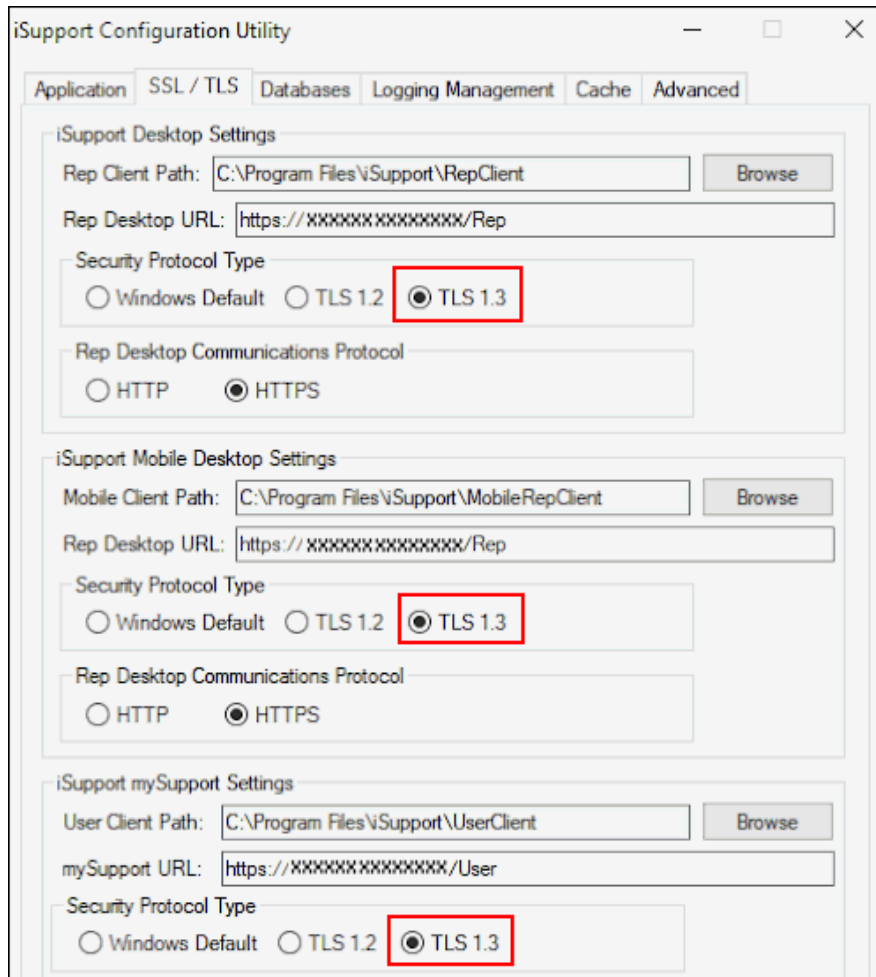 iSupport Configuration Utility
Application SSL / TLS Databases Logging Management Cache Advanced
iSupport Desktop Settings
Rep Client Path: C:\Program Files\iSupport\RepClient Browse
Rep Desktop URL: https://XXXXXXXXXXXXXX/Rep
Security Protocol Type
Windows Default TLS 1.2 TLS 1.3
Rep Desktop Communications Protocol
HTTP HTTPS
iSupport Mobile Desktop Settings
Mobile Client Path: C:\Program Files\iSupport\MobileRepClient Browse
Rep Desktop URL: https://XXXXXXXXXXXXXX/Rep
Security Protocol Type
Windows Default TLS 1.2 TLS 1.3
Rep Desktop Communications Protocol
HTTP HTTPS
iSupport mySupport Settings
User Client Path: C:\Program Files\iSupport\UserClient Browse
mySupport URL: https://XXXXXXXXXXXXXX/User
Security Protocol Type
Windows Default TLS 1.2 TLS 1.3